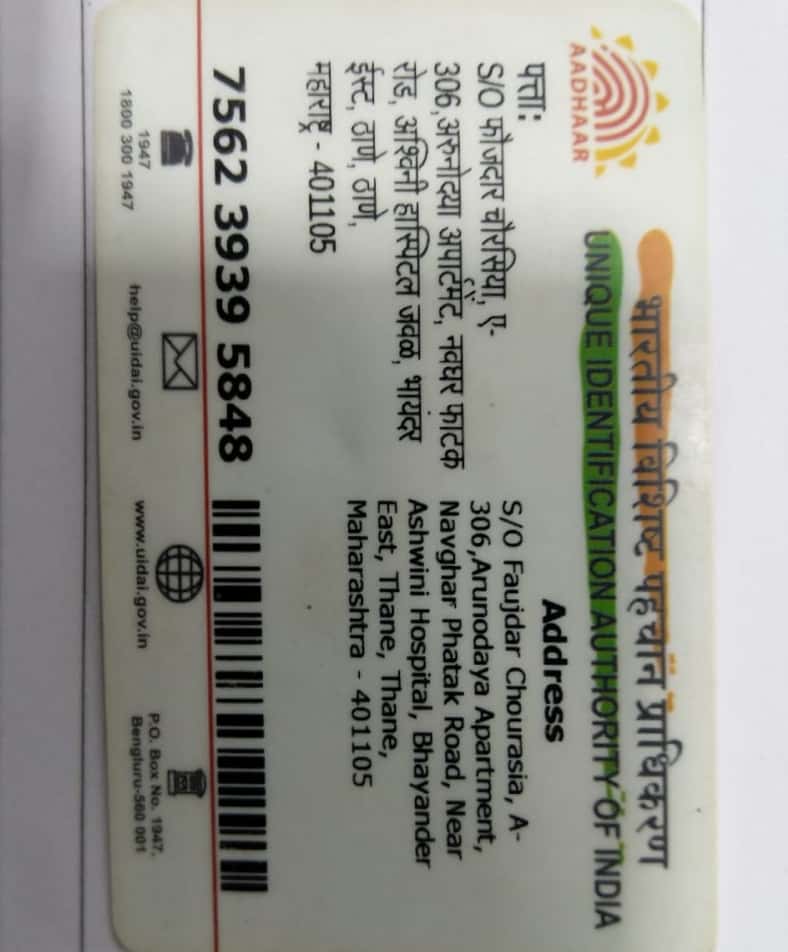 भारतीय विशिष्ट पहचान प्राधिकरण
UNIQUE IDENTIFICATION AUTHORITY OF INDIA
AADHAAR
पत्ता:
S/O फौजदार चौरसिया, ए-
306,अरुनोदया अपार्टमेंट, नवघर फाटक
रोड, अश्विनी हास्पिटल जवळ, भायंदर
ईस्ट, ठाणे, ठाणे,
महाराष्ट्र - 401105
Address
S/O Faujdar Chourasia, A-
306,Arunodaya Apartment,
Navghar Phatak Road, Near
Ashwini Hospital, Bhayander
East, Thane, Thane,
Maharashtra - 401105
7562 3939 5848
1947
1800 300 1947
help@uidai.gov.in
www.uidai.gov.in
P.O. Box No. 1947,
Bengluru-560 001